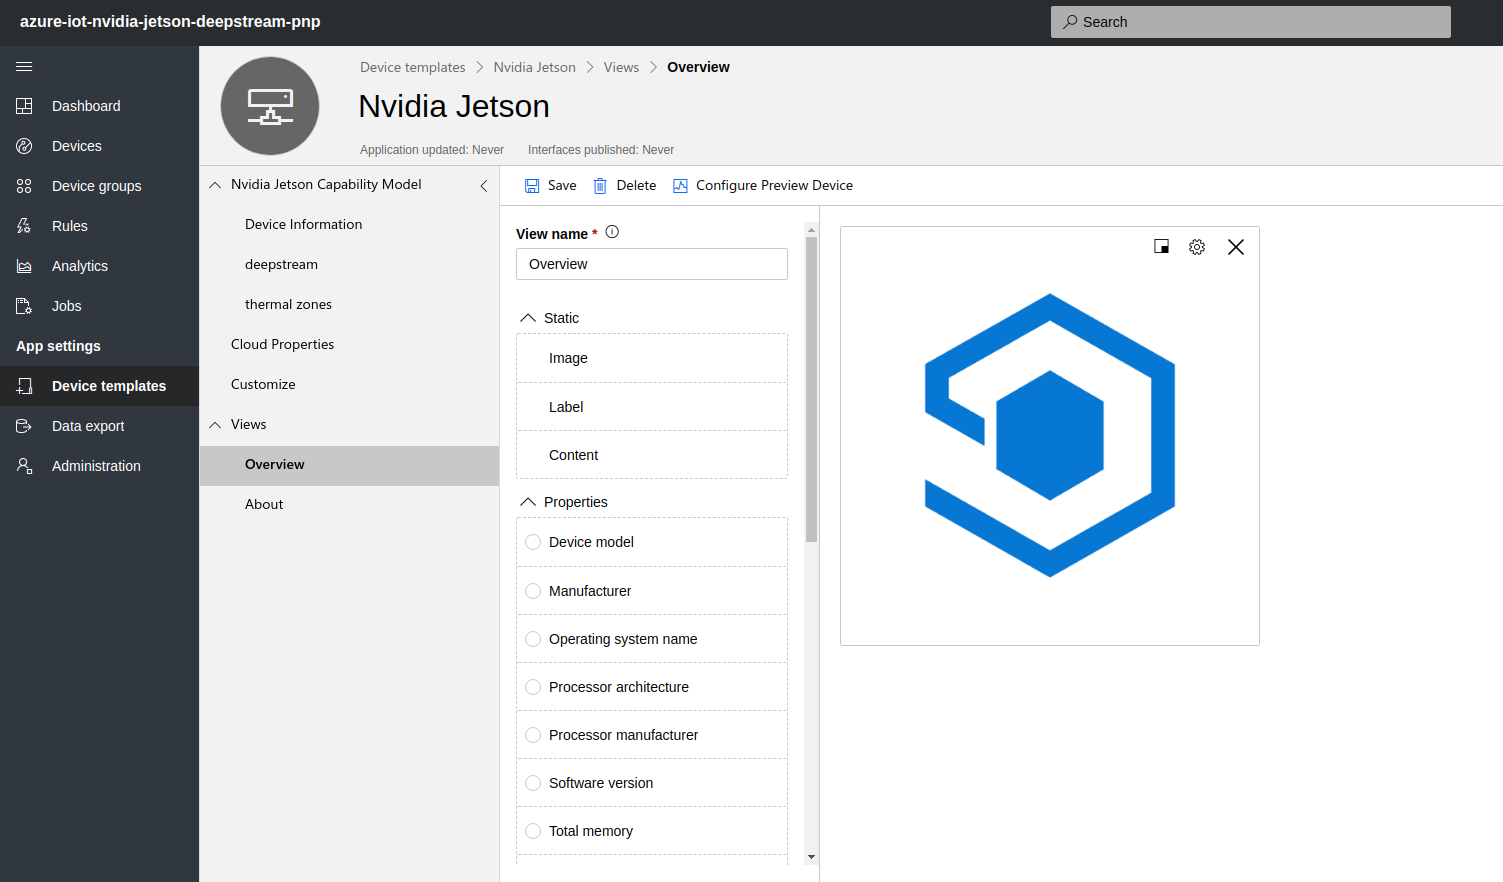 azure-iot-nvidia-jetson-deepstream-pnp
Search
Dashboard
Devices
Device groups
Rules
Analytics
Jobs
App settings
Device templates
Data export
Administration
Device templates > Nvidia Jetson > Views > Overview
Nvidia Jetson
Application updated: Never Interfaces published: Never
Nvidia Jetson Capability Model
Device Information
deepstream
thermal zones
Cloud Properties
Customize
Views
Overview
About
Save Delete Configure Preview Device
View name *
Overview
Static
Image
Label
Content
Properties
Device model
Manufacturer
Operating system name
Processor architecture
Processor manufacturer
Software version
Total memory